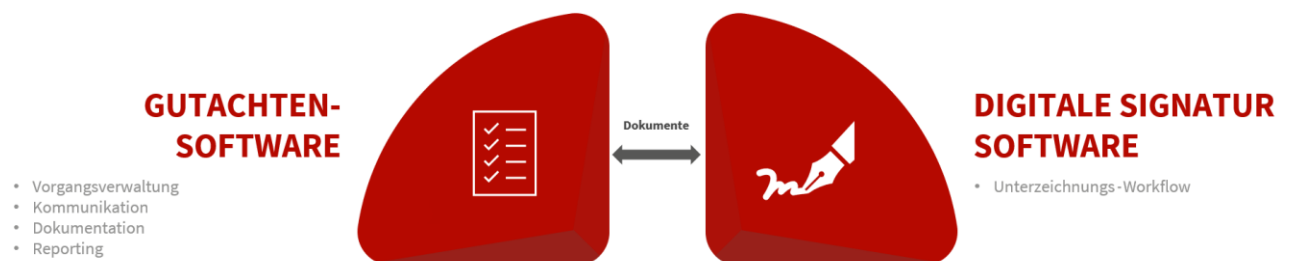 GUTACHTEN-
SOFTWARE
• Vorgangsverwaltung
• Kommunikation
• Dokumentation
• Reporting
Dokumente
DIGITALE SIGNATUR
SOFTWARE
• Unterzeichnungs-Workflow